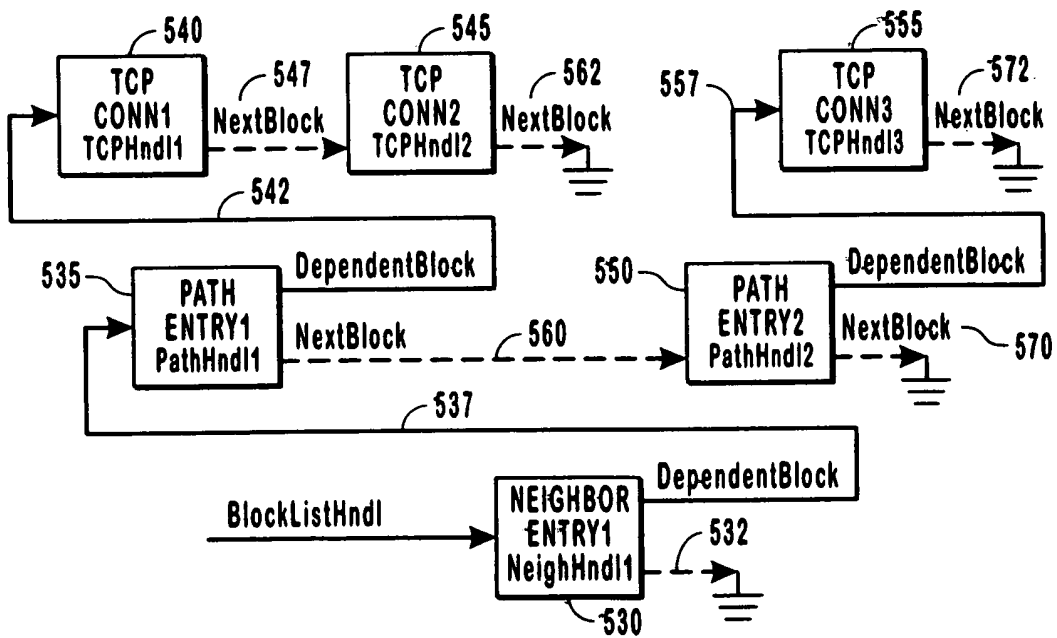 540
545
555
547
562
557
572
TCP
CONN1
TCPHndl1
NextBlock
TCP
CONN2
TCPHndl2
NextBlock
TCP
CONN3
TCPHndl3
NextBlock
542
535
DependentBlock
550
DependentBlock
PATH
ENTRY1
PathHndl1
NextBlock
560
PATH
ENTRY2
PathHndl2
NextBlock
570
537
DependentBlock
BlockListHndl
NEIGHBOR
ENTRY1
NeighHndl1
532
530